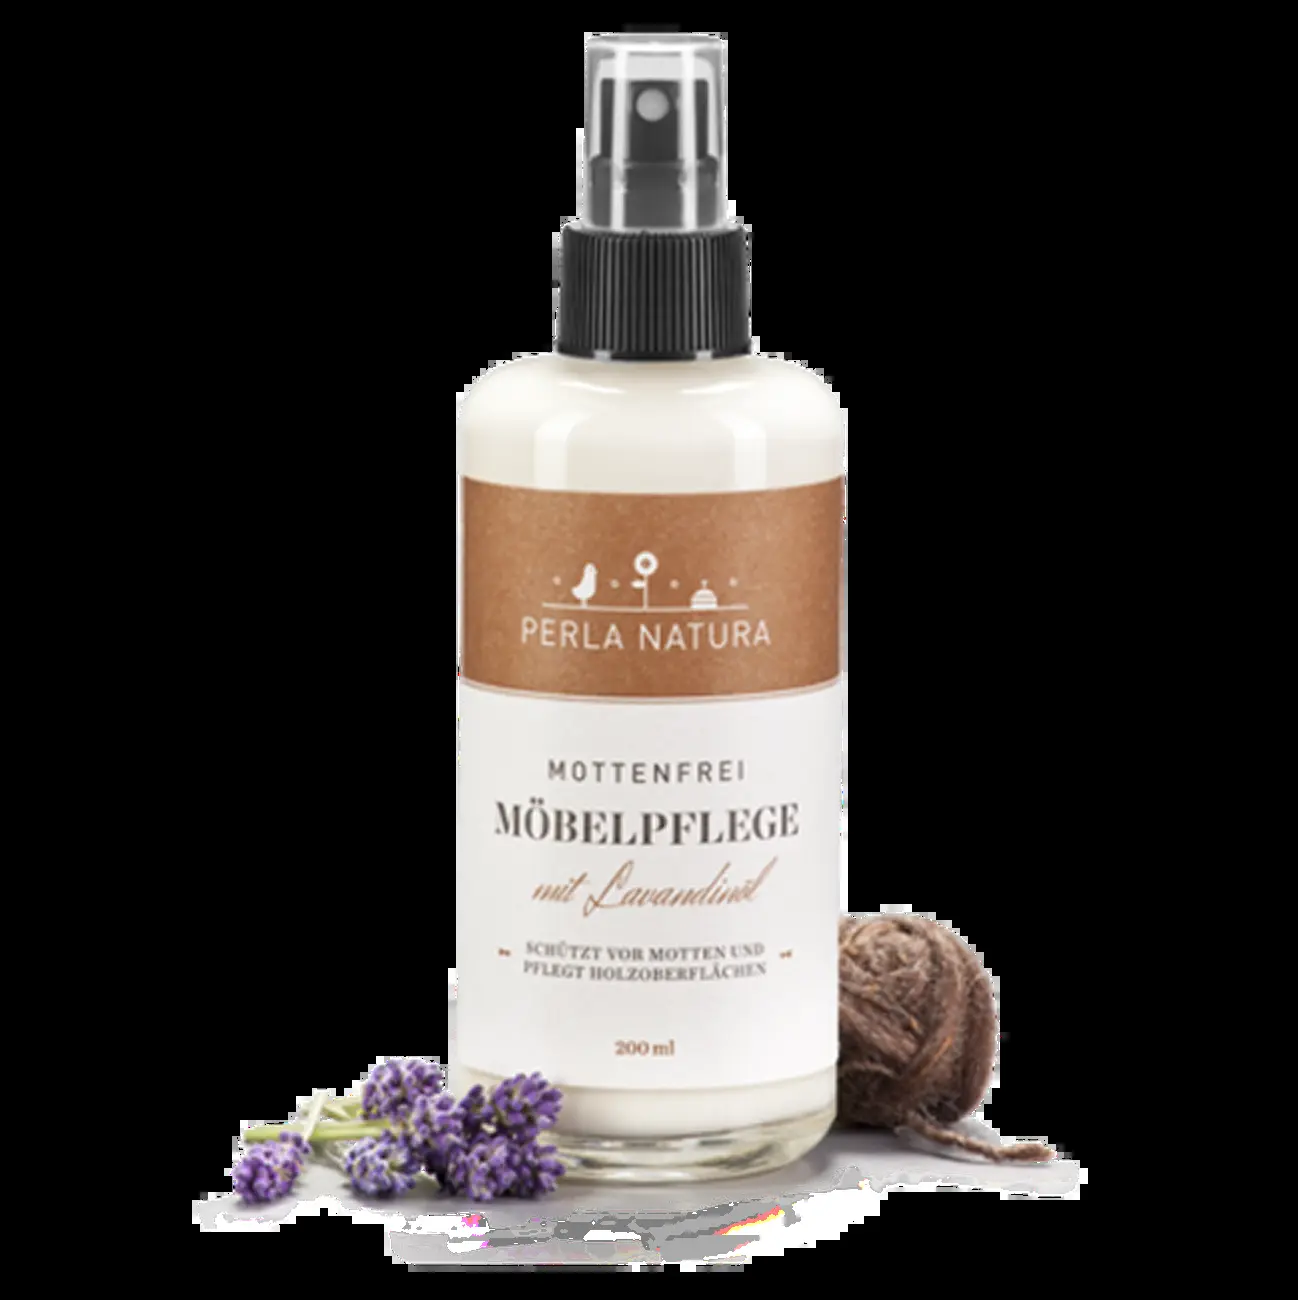 PERLA NATURA
MOTTENFREI
MÖBELPFLEGE
mit Lavandinöl
SCHÜTZT VOR MOTTEN UND
PFLEGT HOLZOBERFLÄCHEN
200 ml